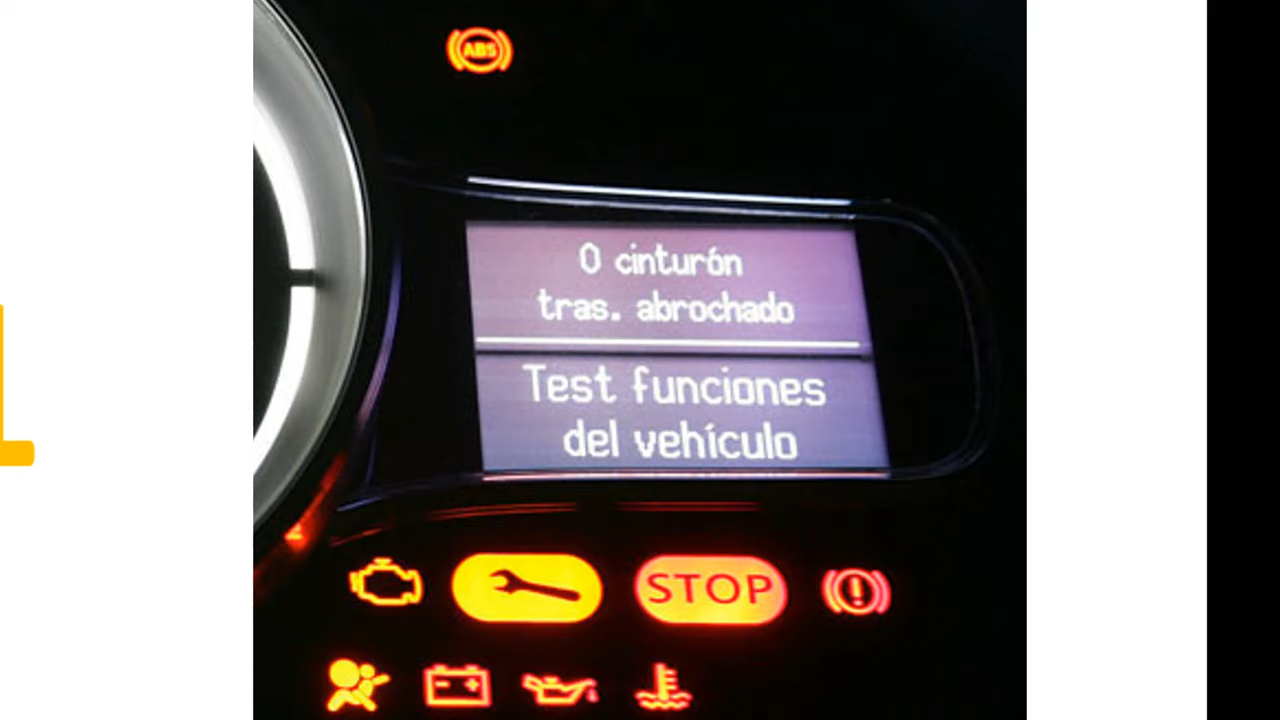 ABS
0 cinturón
tras. abrochado
Test funciones
del vehículo
STOP